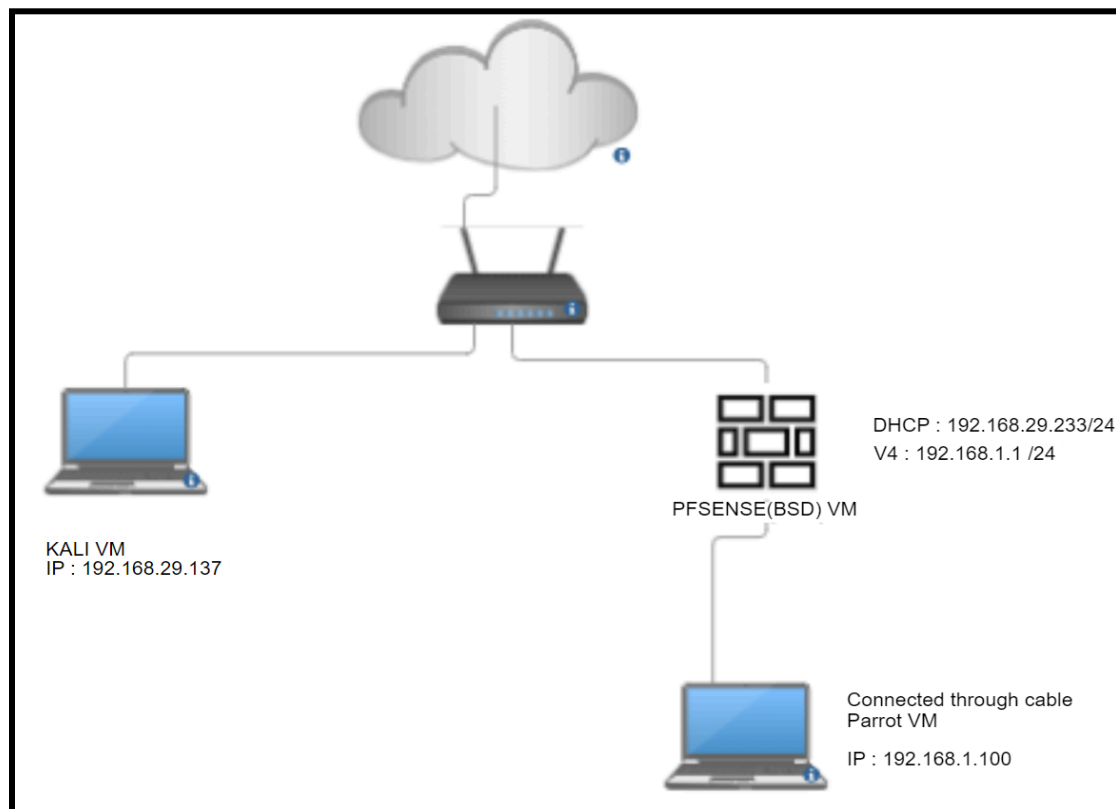 DHCP : 192.168.29.233/24
V4 : 192.168.1.1 /24
PFSENSE(BSD) VM
KALI VM
IP : 192.168.29.137
Connected through cable
Parrot VM
IP : 192.168.1.100